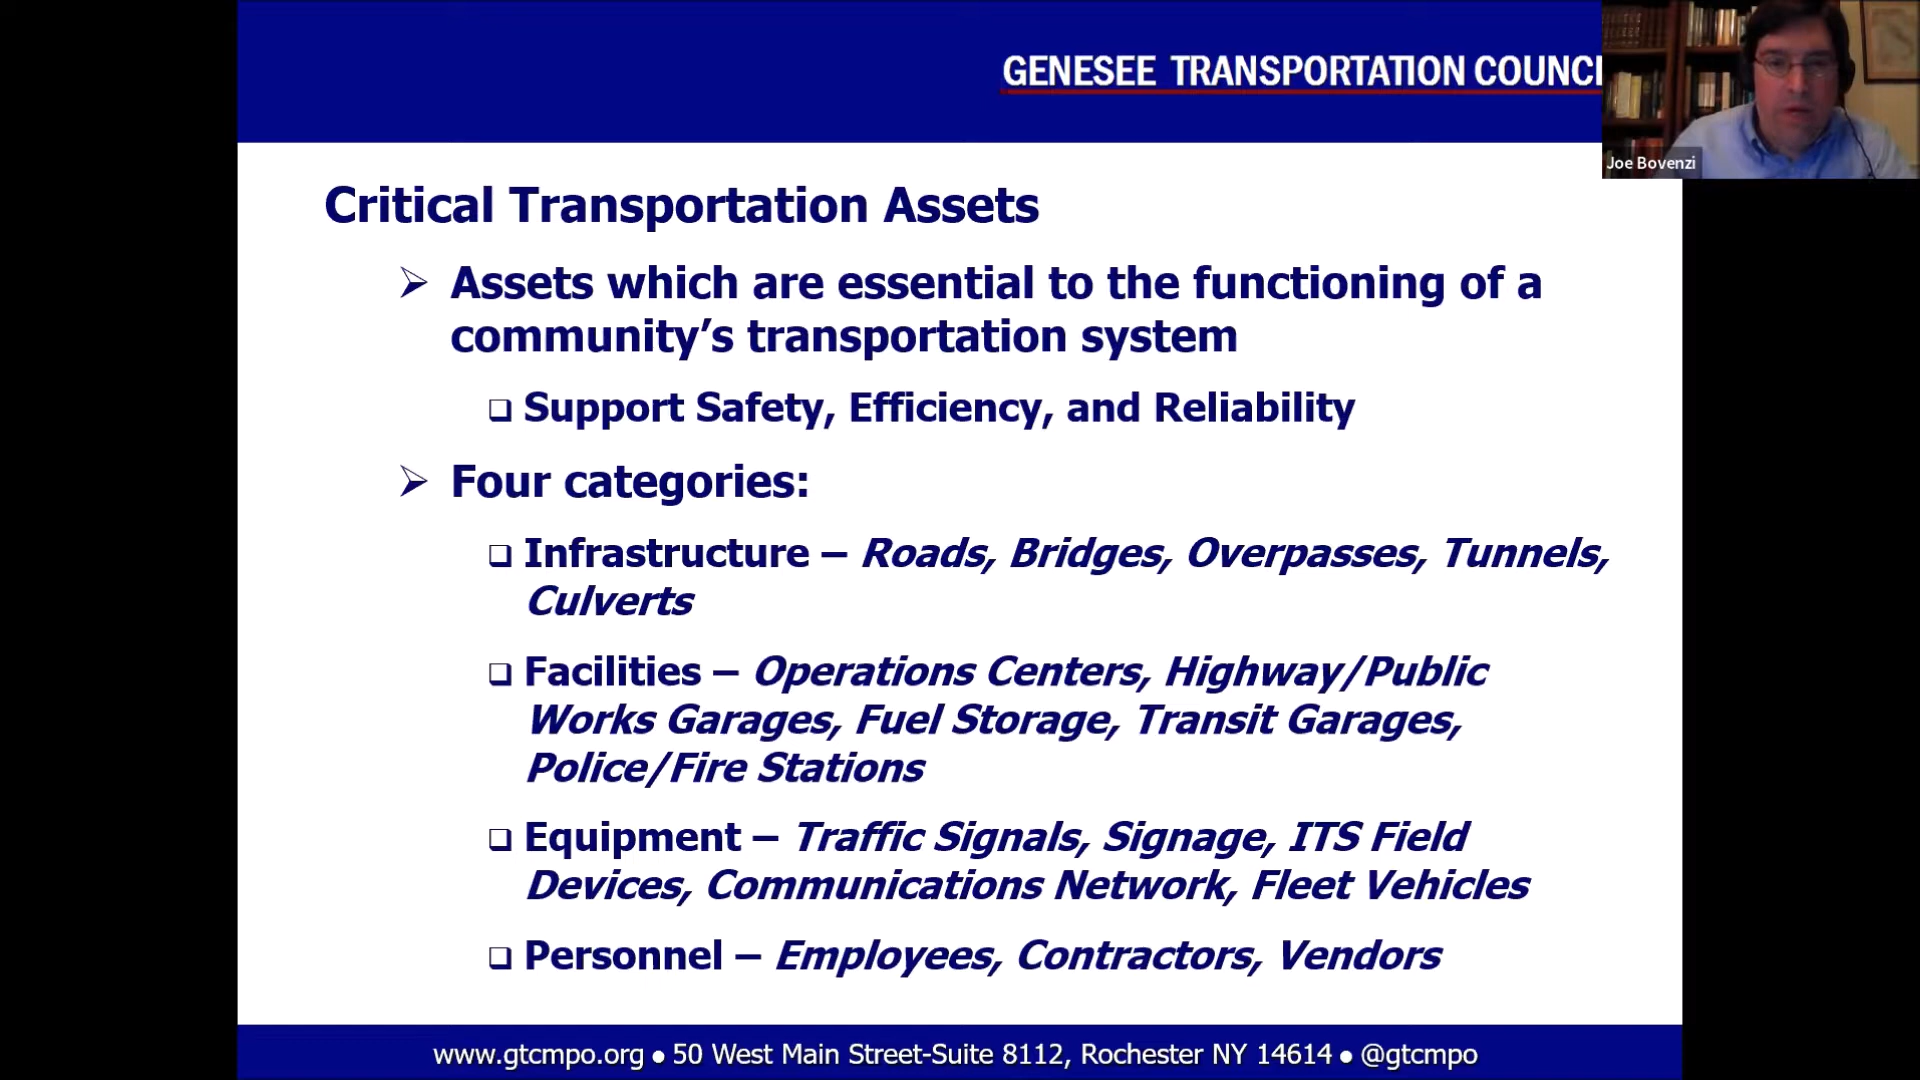 GENESEE TRANSPORTATION COUNCI
Joe Bovenzi
Critical Transportation Assets
Assets which are essential to the functioning of a
community’s transportation system
Support Safety, Efficiency, and Reliability
Four categories:
Infrastructure – Roads, Bridges, Overpasses, Tunnels,
Culverts
Facilities – Operations Centers, Highway/Public
Works Garages, Fuel Storage, Transit Garages,
Police/Fire Stations
Equipment – Traffic Signals, Signage, ITS Field
Devices, Communications Network, Fleet Vehicles
Personnel – Employees, Contractors, Vendors
www.gtcmpo.org ● 50 West Main Street-Suite 8112, Rochester NY 14614 ● @gtcmpo